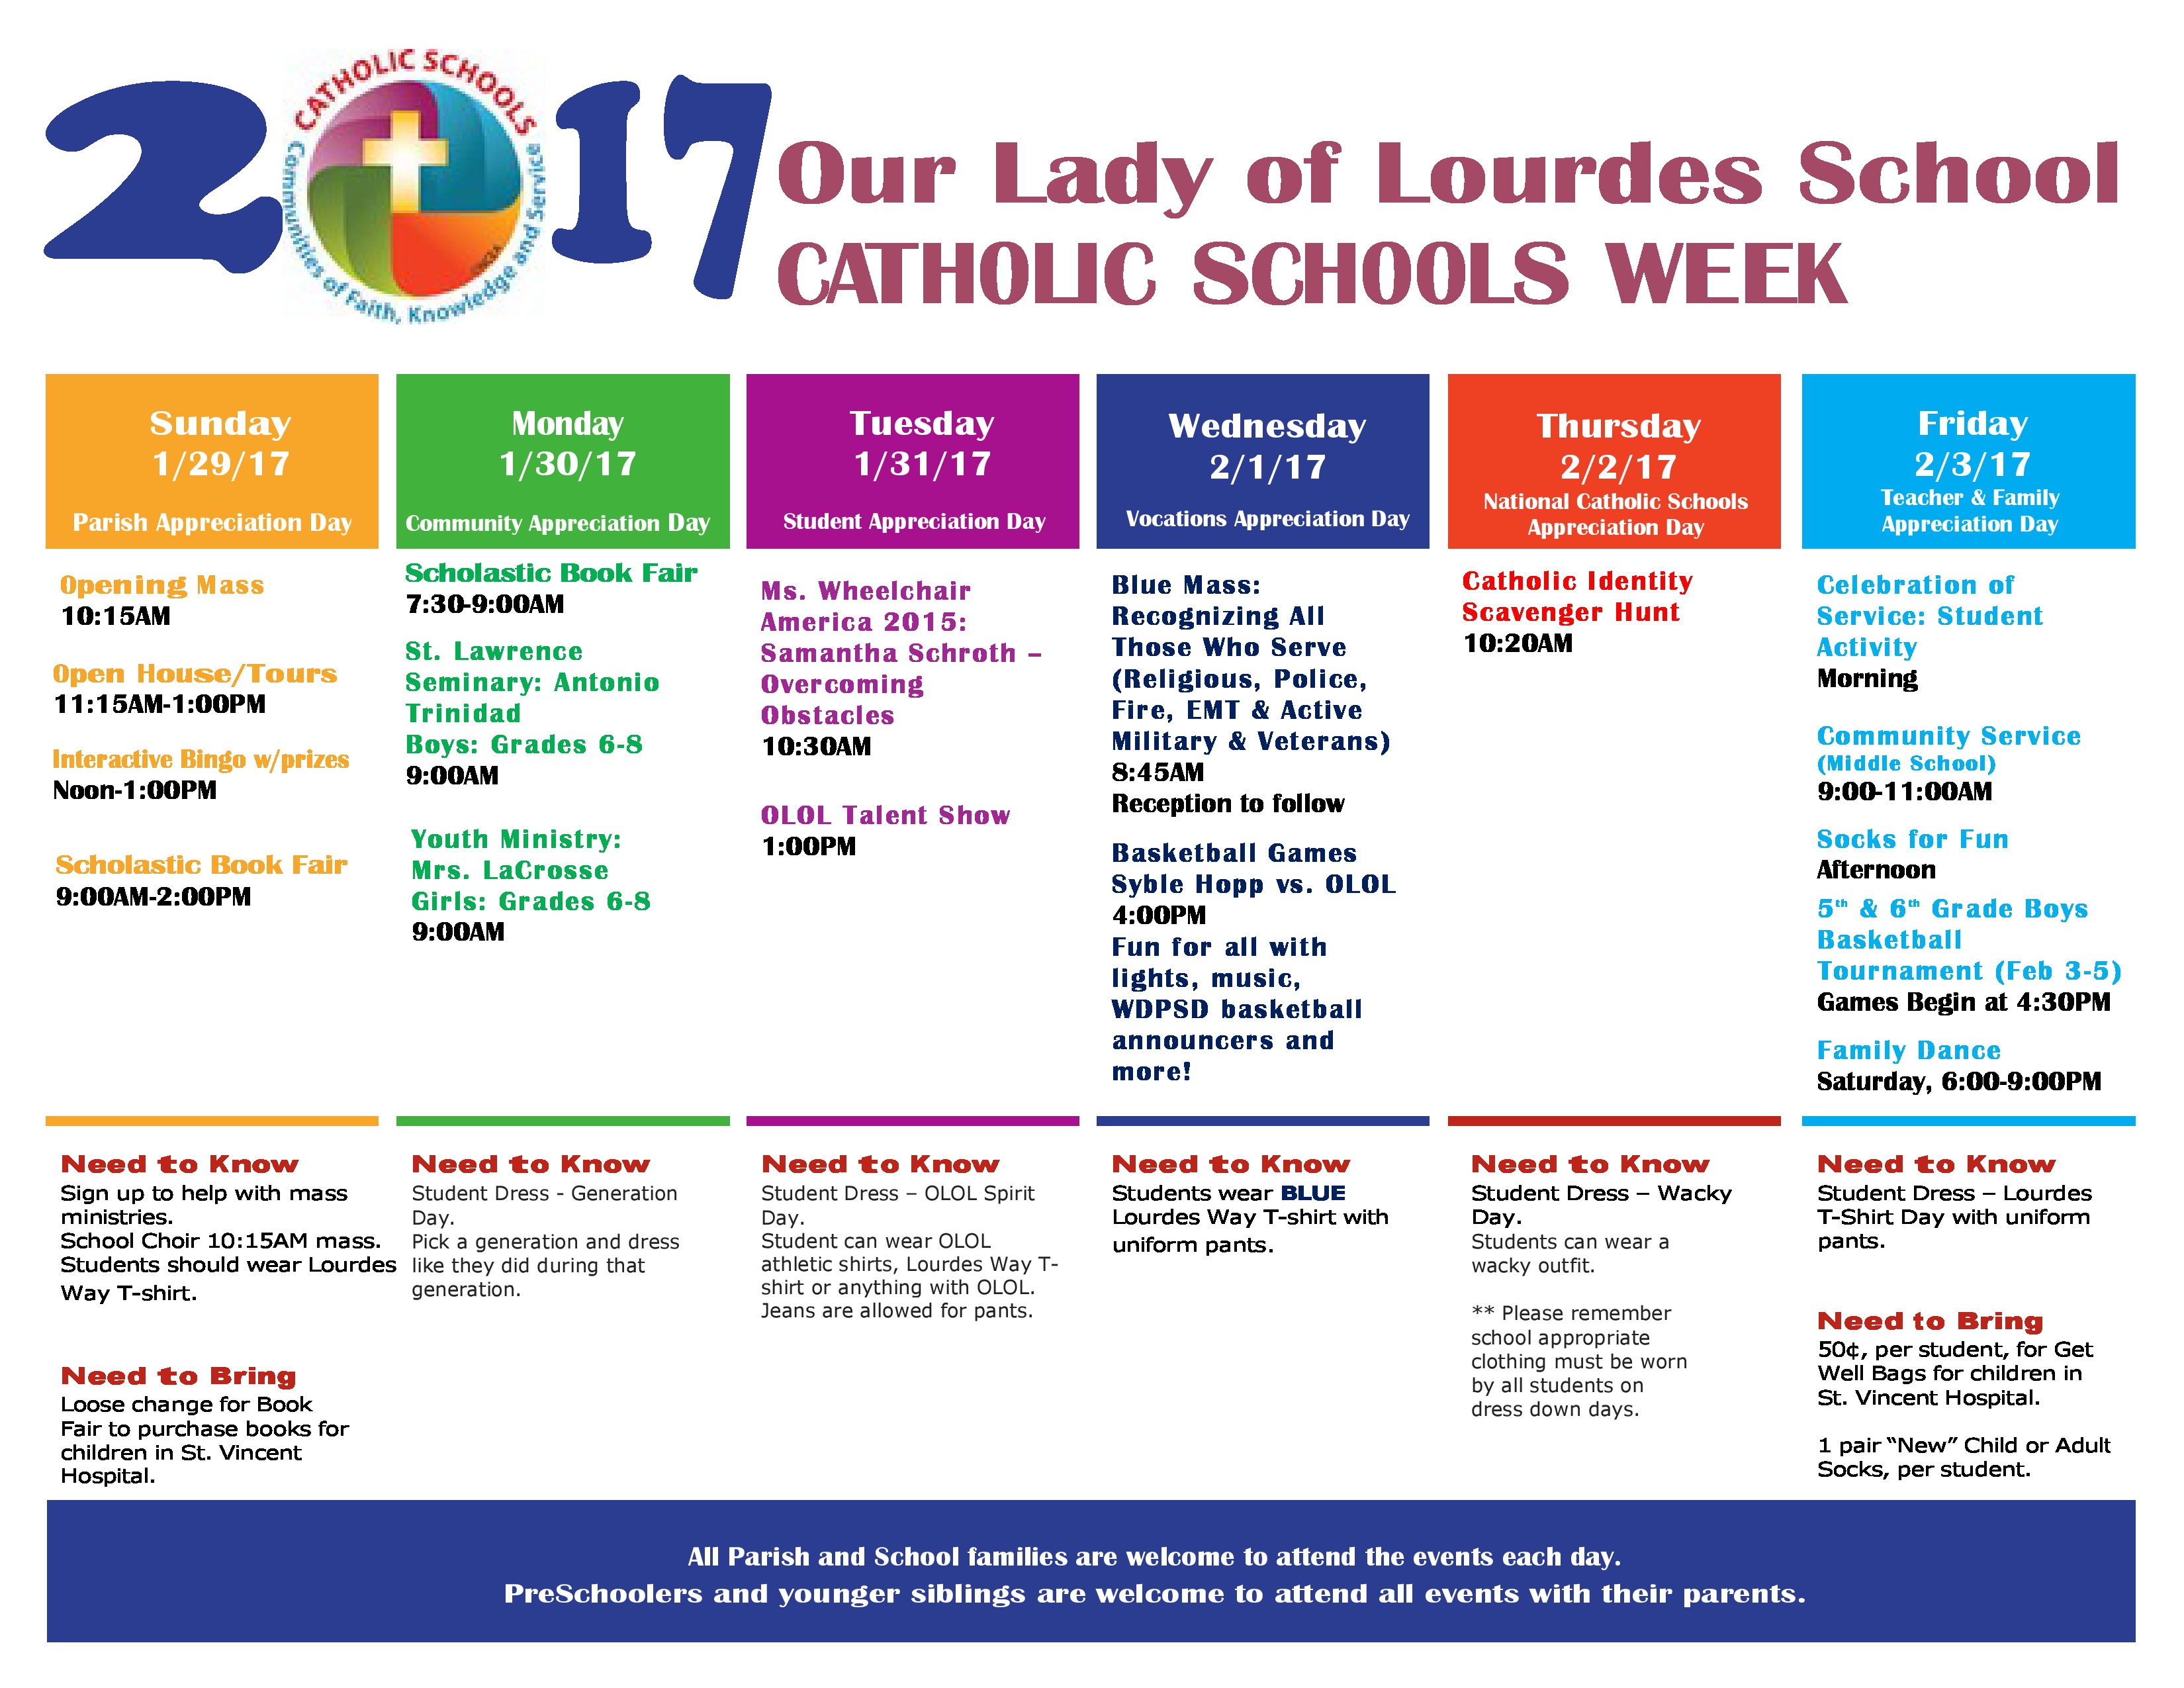 2017
CATHOLIC SCHOOLS
Communities of Faith, Knowledge and Service
Our Lady of Lourdes School
CATHOLIC SCHOOLS WEEK
Sunday
1/29/17
Parish Appreciation Day
Opening Mass
10:15AM
Open House/Tours
11:15AM-1:00PM
Interactive Bingo w/prizes
Noon-1:00PM
Scholastic Book Fair
9:00AM-2:00PM
Need to Know
Sign up to help with mass
ministries.
School Choir 10:15AM mass.
Students should wear Lourdes
Way T-shirt.
Need to Bring
Loose change for Book
Fair to purchase books for
children in St. Vincent
Hospital.
Monday
1/30/17
Community Appreciation Day
Scholastic Book Fair
7:30-9:00AM
St. Lawrence
Seminary: Antonio
Trinidad
Boys: Grades 6-8
9:00AM
Youth Ministry:
Mrs. LaCrosse
Girls: Grades 6-8
9:00AM
Need to Know
Student Dress - Generation
Day.
Pick a generation and dress
like they did during that
generation.
Tuesday
1/31/17
Student Appreciation Day
Ms. Wheelchair
America 2015:
Samantha Schroth –
Overcoming
Obstacles
10:30AM
OLOL Talent Show
1:00PM
Need to Know
Student Dress – OLOL Spirit
Day.
Student can wear OLOL
athletic shirts, Lourdes Way T-
shirt or anything with OLOL.
Jeans are allowed for pants.
Wednesday
2/1/17
Vocations Appreciation Day
Blue Mass:
Recognizing All
Those Who Serve
(Religious, Police,
Fire, EMT & Active
Military & Veterans)
8:45AM
Reception to follow
Basketball Games
Syble Hopp vs. OLOL
4:00PM
Fun for all with
lights, music,
WDPSD basketball
announcers and
more!
Need to Know
Students wear BLUE
Lourdes Way T-shirt with
uniform pants.
Thursday
2/2/17
National Catholic Schools
Appreciation Day
Catholic Identity
Scavenger Hunt
10:20AM
Need to Know
Student Dress – Wacky
Day.
Students can wear a
wacky outfit.
** Please remember
school appropriate
clothing must be worn
by all students on
dress down days.
Friday
2/3/17
Teacher & Family
Appreciation Day
Celebration of
Service: Student
Activity
Morning
Community Service
(Middle School)
9:00-11:00AM
Socks for Fun
Afternoon
5th & 6th Grade Boys
Basketball
Tournament (Feb 3-5)
Games Begin at 4:30PM
Family Dance
Saturday, 6:00-9:00PM
Need to Know
Student Dress – Lourdes
T-Shirt Day with uniform
pants.
Need to Bring
50¢, per student, for Get
Well Bags for children in
St. Vincent Hospital.
1 pair “New” Child or Adult
Socks, per student.
All Parish and School families are welcome to attend the events each day.
PreSchoolers and younger siblings are welcome to attend all events with their parents.